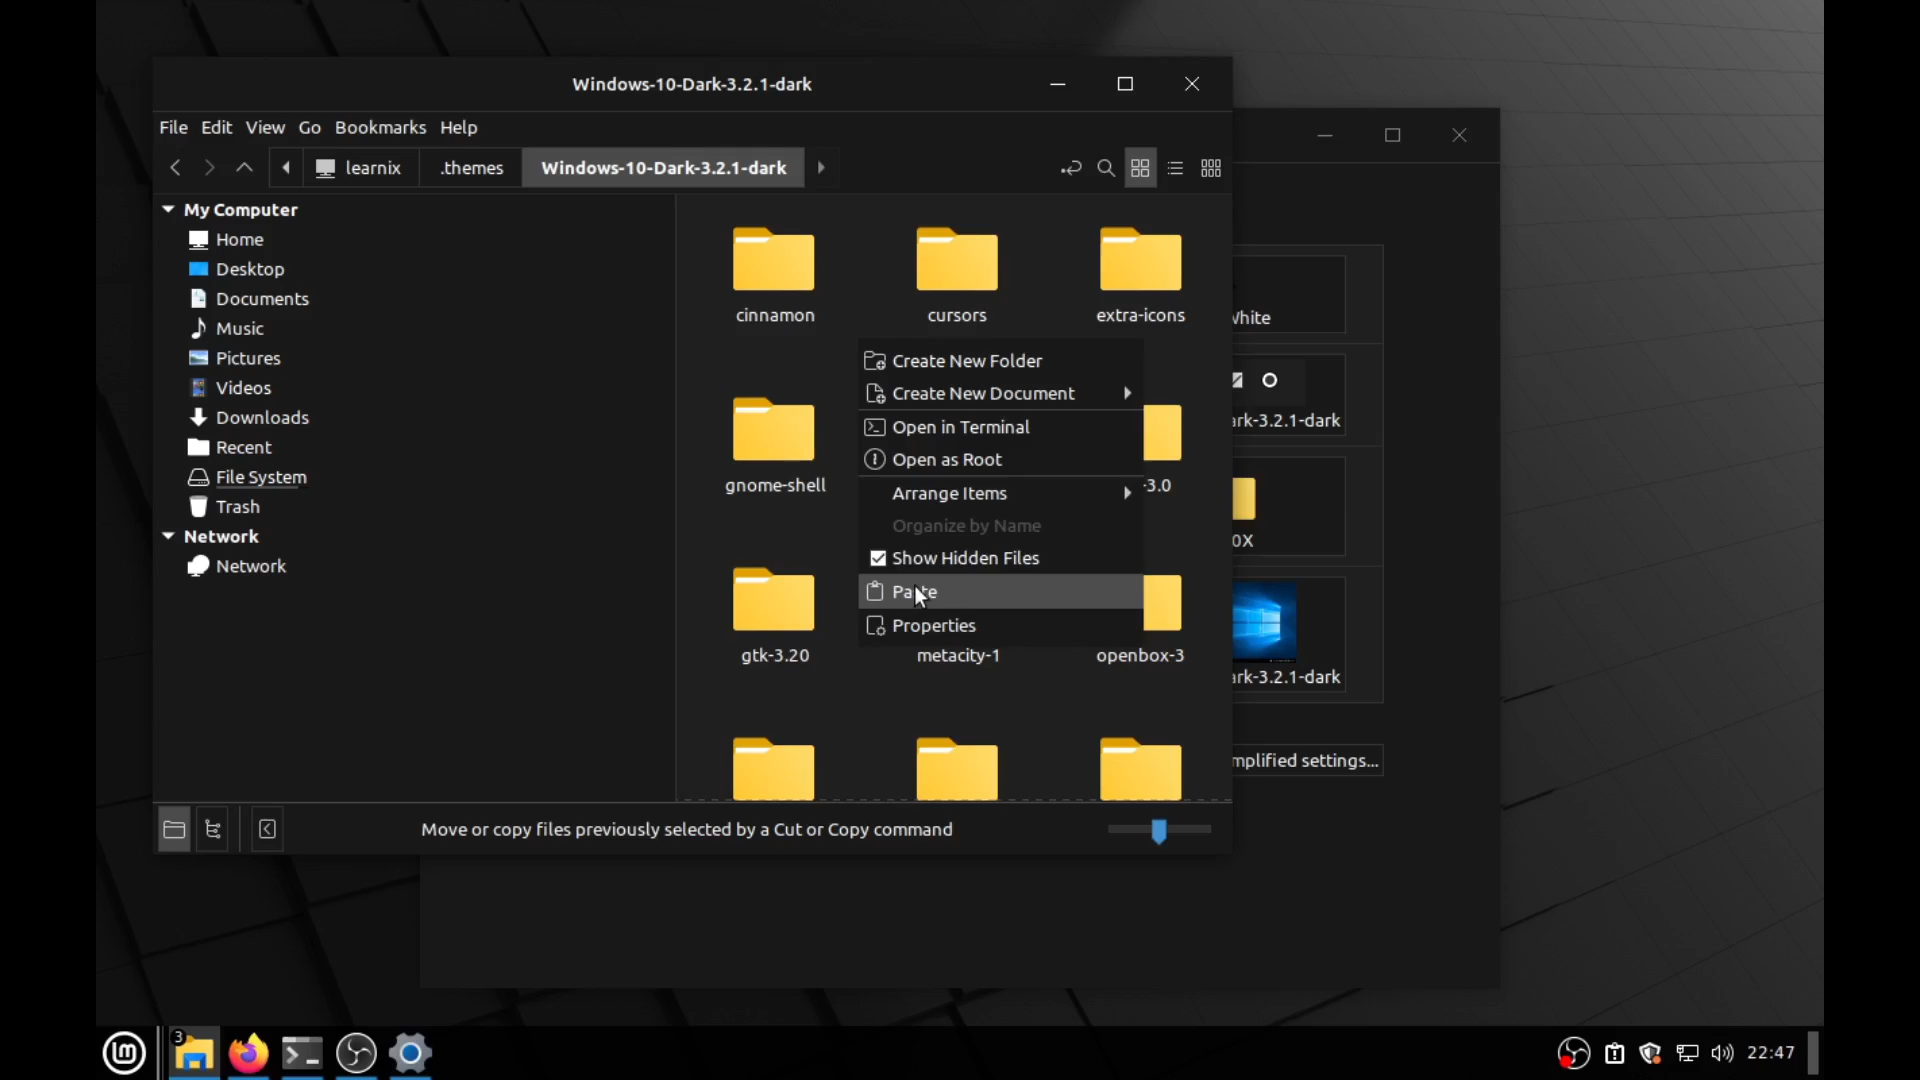 Windows-10-Dark-3.2.1-dark
File Edit View Go Bookmarks Help
learnix .themes Windows-10-Dark-3.2.1-dark
My Computer
Home
Desktop
Documents
Music
Pictures
Videos
Downloads
Recent
File System
Trash
Network
Network
cinnamon cursors extra-icons
gnome-shell -3.0
gtk-3.20 metacity-1 openbox-3
Create New Folder
Create New Document
Open in Terminal
Open as Root
Arrange Items
Organize by Name
Show Hidden Files
Paste
Properties
Move or copy files previously selected by a Cut or Copy command
White
ark-3.2.1-dark
0X
ark-3.2.1-dark
mplified settings...
3
22:47